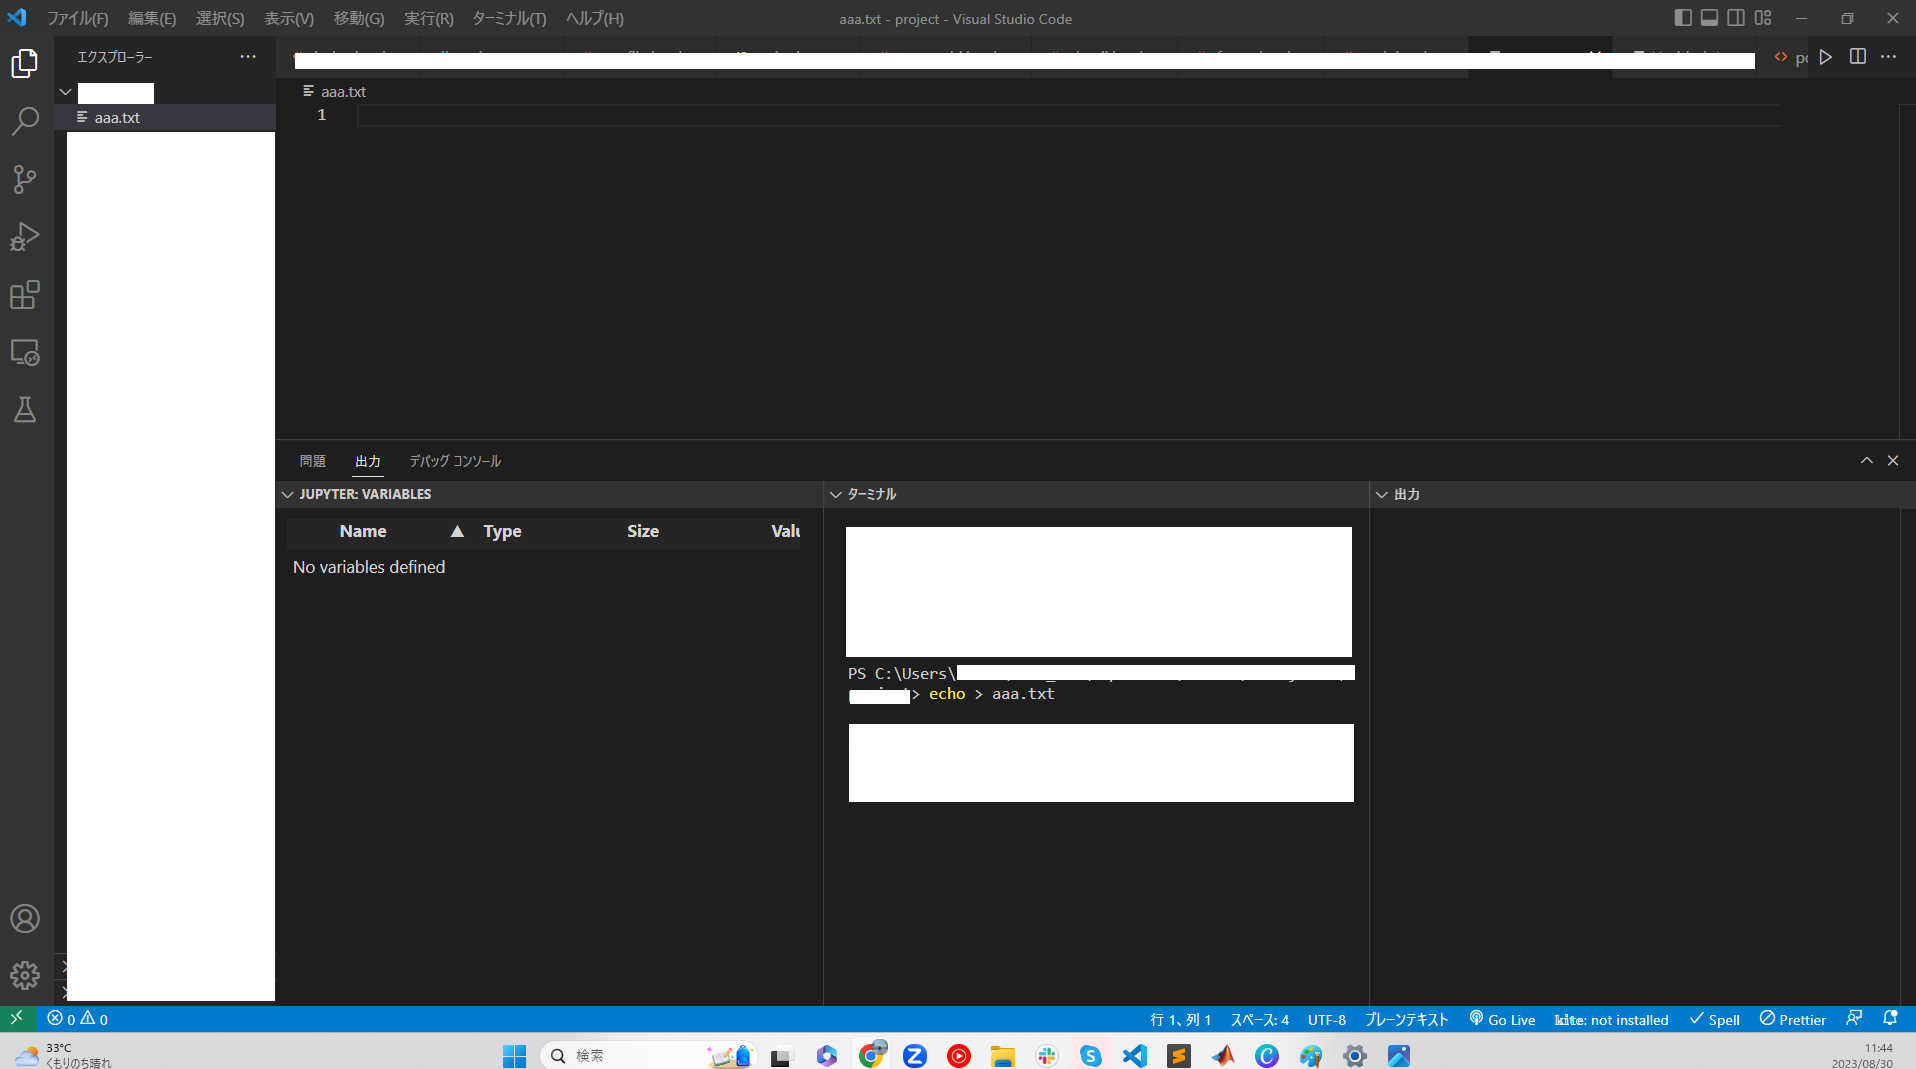 ファイル(F) 編集(E) 選択(S) 表示(V) 移動(G) 実行(R) ターミナル(T) ヘルプ(H)
aaa.txt - project - Visual Studio Code
エクスプローラー
aaa.txt
aaa.txt
1
問題 出力 デバッグ コンソール
JUPYTER: VARIABLES
Name Type Size
No variables defined
ターミナル
PS C:\Users\
> echo > aaa.txt
出力
0 0
行 1、列 1 スペース: 4 UTF-8 プレーンテキスト Go Live kite: not installed Spell Prettier
33°C
くもりのち晴れ
検索
11:44
2023/08/30